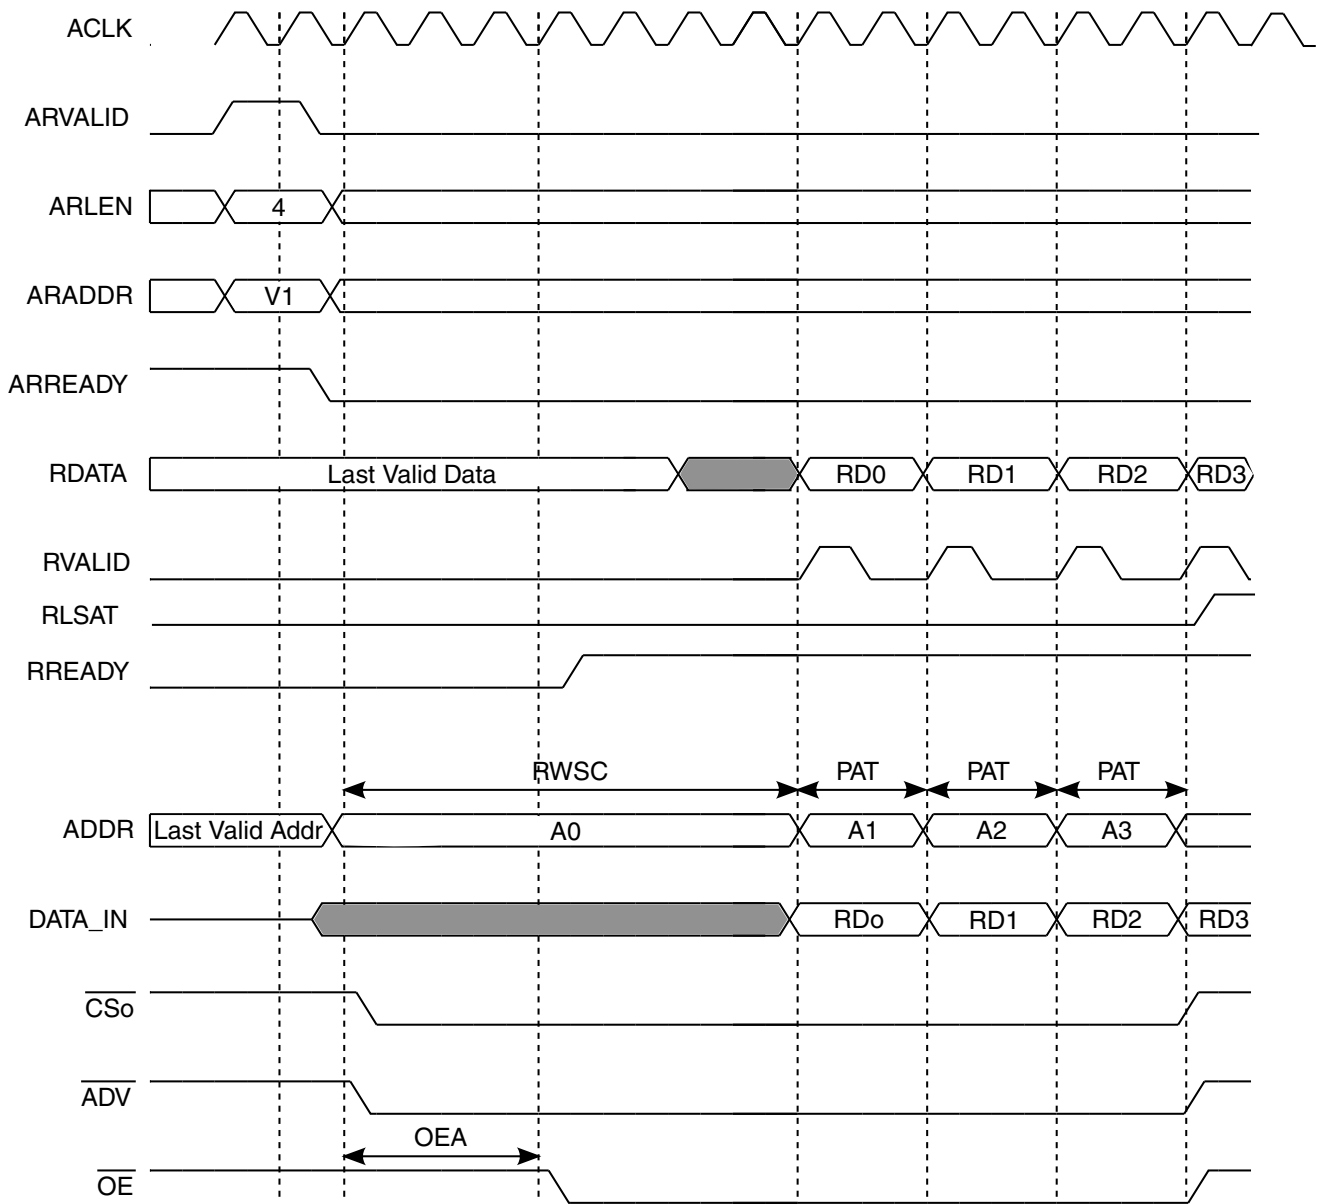 ACLK
ARVALID
ARLEN 4
ARADDR V1
ARREADY
RDATA Last Valid Data RD0 RD1 RD2 RD3
RVALID
RLSAT
RREADY
RWSC PAT PAT PAT
ADDR Last Valid Addr A0 A1 A2 A3
DATA_IN RDo RD1 RD2 RD3
CSo
ADV
OEA
OE